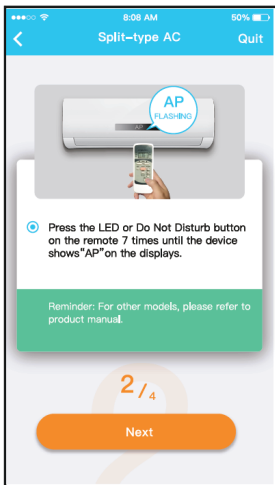 8:08 AM
50%
Split-type AC
Quit
AP
FLASHING
AP
Press the LED or Do Not Disturb button
on the remote 7 times until the device
shows"AP"on the displays.
Reminder: For other models, please refer to
product manual.
2/4
Next